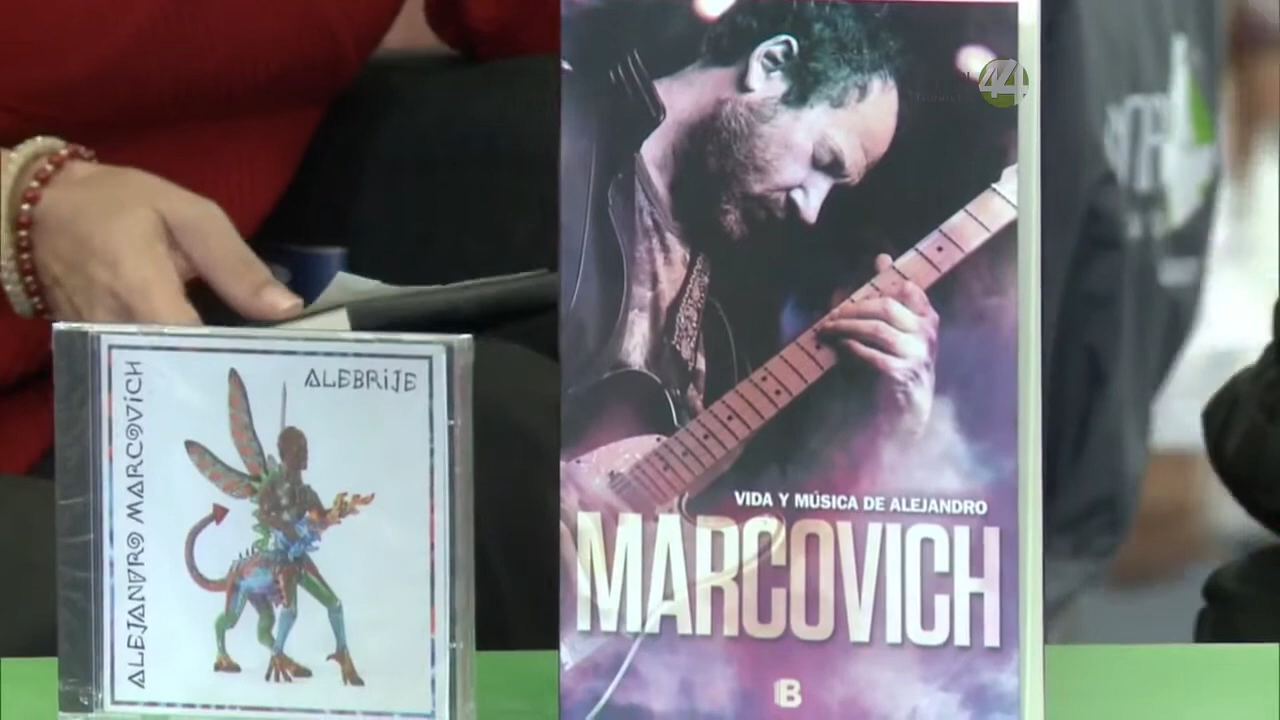 44
ALEBRIJE
ALEJANDRO MARCOVICH
VIDA Y MÚSICA DE ALEJANDRO
MARCOVICH
B